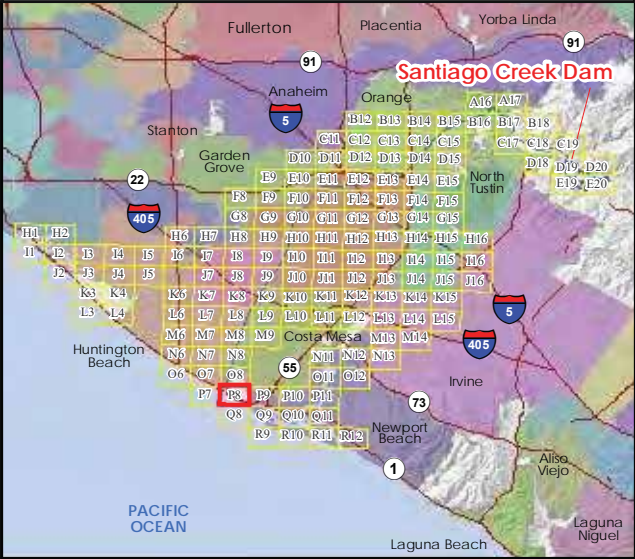 Fullerton
Placentia
Yorba Linda
91
91
Santiago Creek Dam
Anaheim
Orange
5
Stanton
Garden
Grove
North
Tustin
22
405
A16 A17
B12 B13 B14 B15 B16 B17 B18
C11 C12 C13 C14 C15 C17 C18 C19
D10 D11 D12 D13 D14 D15 D18 D19 D20
E9 E10 E11 E12 E13 E14 E15 E19 E20
F8 F9 F10 F11 F12 F13 F14 F15
G8 G9 G10 G11 G12 G13 G14 G15
H1 H2 H6 H7 H8 H9 H10 H11 H12 H13 H14 H15 H16
I1 I2 I3 I4 I5 I6 I7 I8 I9 I10 I11 I12 I13 I14 I15 I16
J2 J3 J4 J5 J7 J8 J9 J10 J11 J12 J13 J14 J15 J16
K3 K4 K6 K7 K8 K9 K10 K11 K12 K13 K14 K15
L3 L4 L6 L7 L8 L9 L10 L11 L12 L13 L14 L15
M6 M7 M8 M9 Costa Mesa M13 M14
N6 N7 N8 N11 N12 N13
O6 O7 O8 O11 O12
P7 P8 P9 P10 P11
Q8 Q9 Q10 Q11
R9 R10 R11 R12
5
405
Huntington
Beach
55
Irvine
73
Newport
Beach
1
Aliso
Viejo
PACIFIC
OCEAN
Laguna
Niguel
Laguna Beach